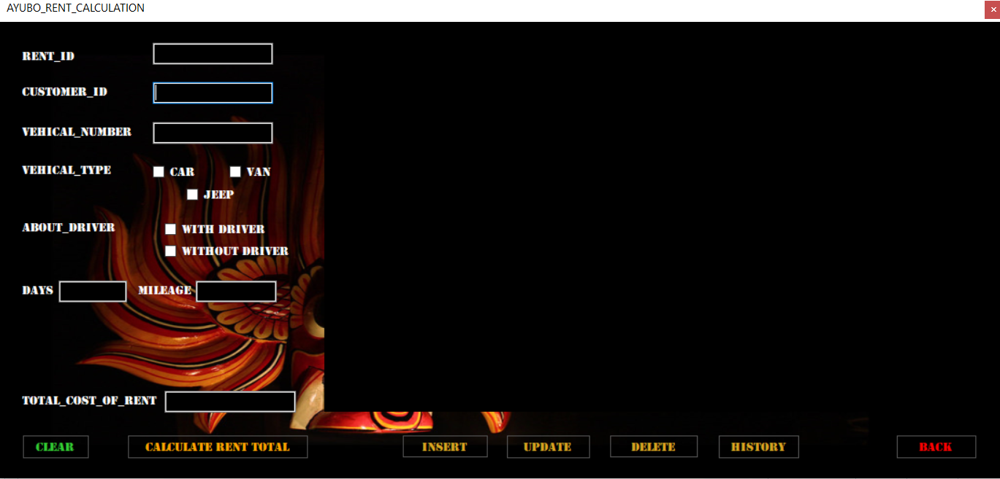 AYUBO_RENT_CALCULATION
RENT_ID
CUSTOMER_ID
VEHICAL_NUMBER
VEHICAL_TYPE CAR VAN
JEEP
ABOUT_DRIVER WITH DRIVER
WITHOUT DRIVER
DAYS MILEAGE
TOTAL_COST_OF_RENT
CLEAR CALCULATE RENT TOTAL INSERT UPDATE DELETE HISTORY BACK